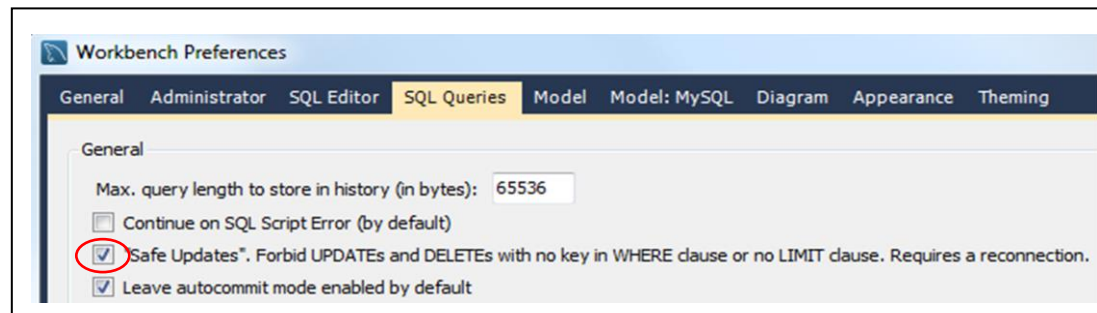 Workbench Preferences
General Administrator SQL Editor SQL Queries Model Model: MySQL Diagram Appearance Theming
General
Max. query length to store in history (in bytes): 65536
Continue on SQL Script Error (by default)
"Safe Updates". Forbid UPDATEs and DELETEs with no key in WHERE clause or no LIMIT clause. Requires a reconnection.
Leave autocommit mode enabled by default